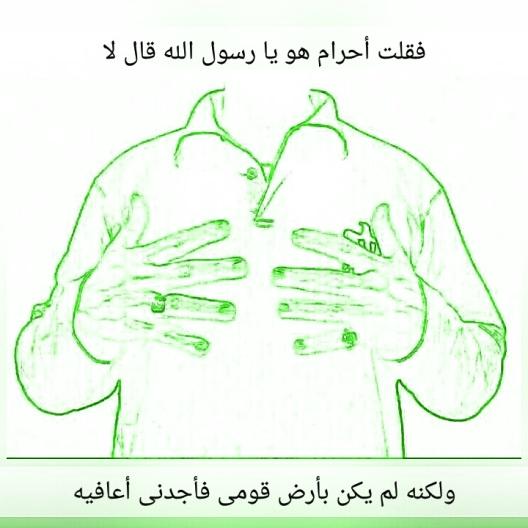 فقلت أحرام هو يا رسول الله قال لا
ولكنه لم يكن بأرض قومى فأجدنى أعافيه